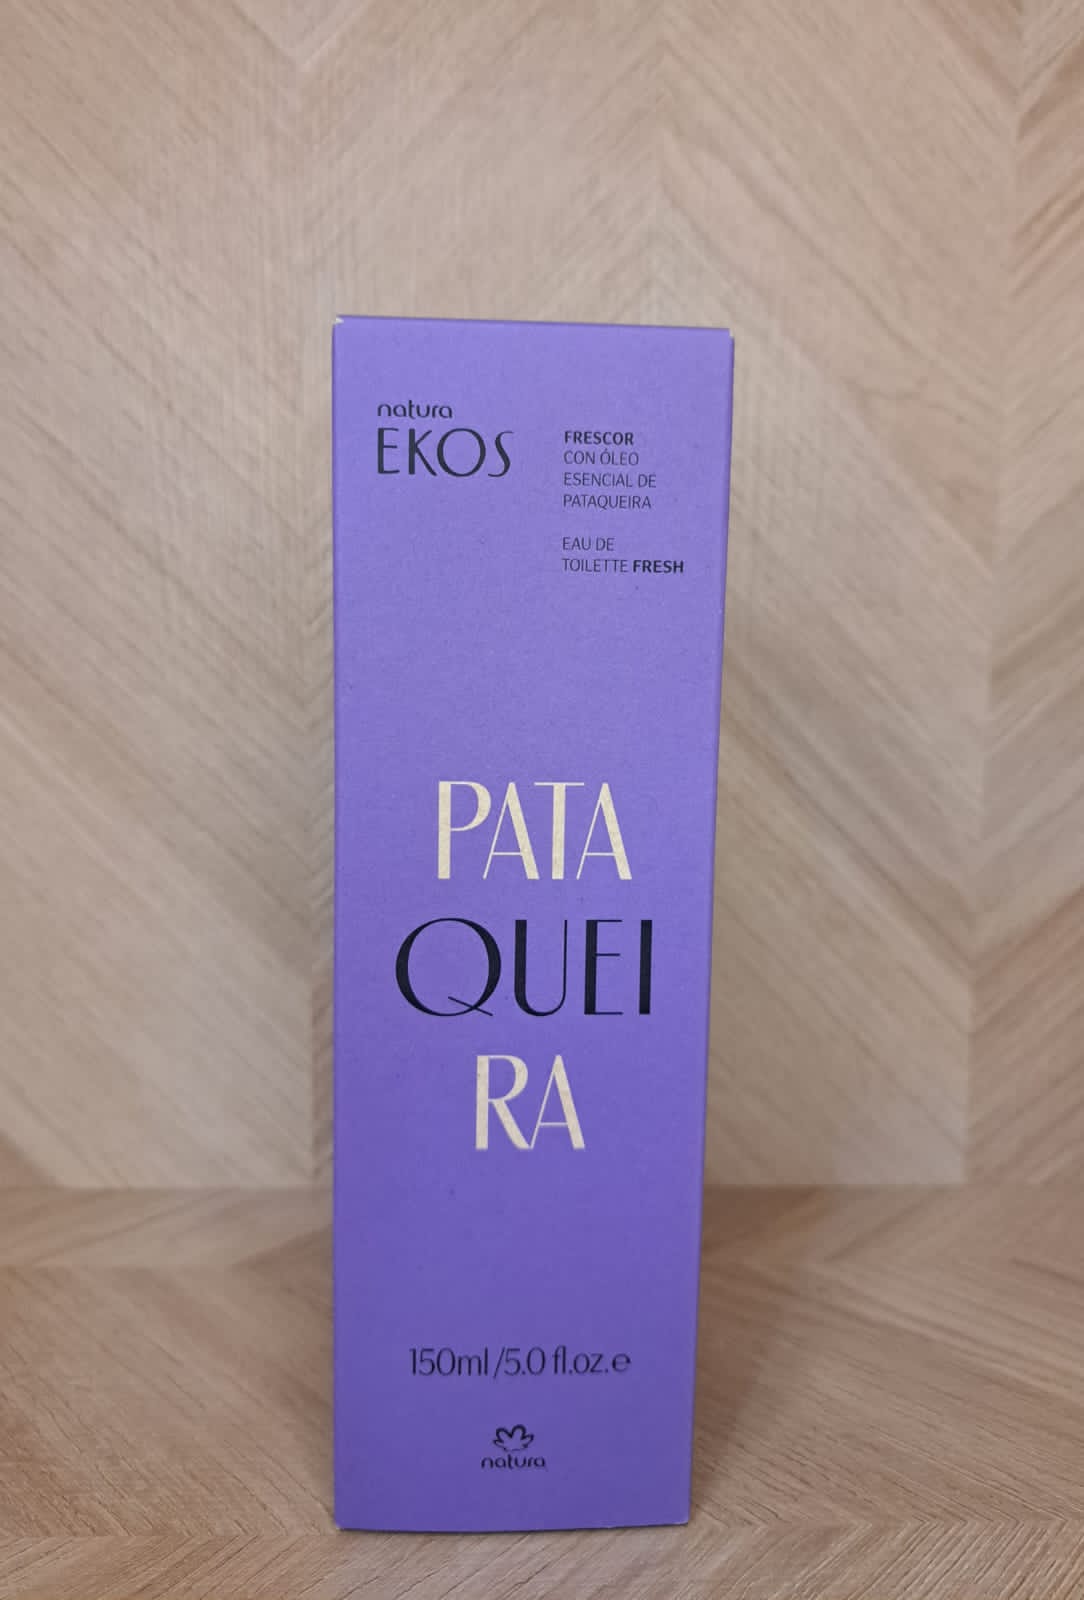 natura
EKOS
FRESCOR
CON ÓLEO
ESENCIAL DE
PATAQUEIRA
EAU DE
TOILETTE FRESH
PATA
QUEI
RA
150ml/5.0 fl.oz.℮
natura